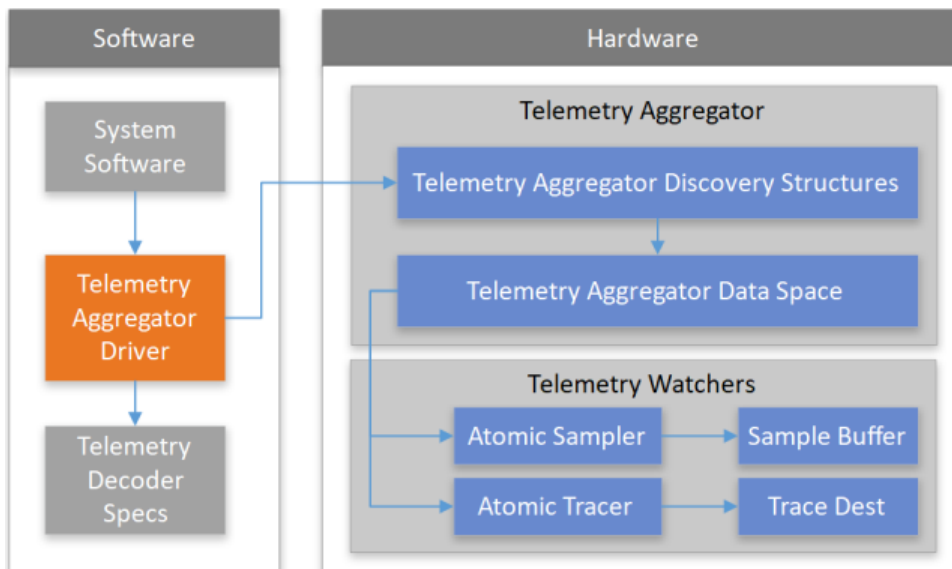 Software
System
Software
Telemetry
Aggregator
Driver
Telemetry
Decoder
Specs
Hardware
Telemetry Aggregator
Telemetry Aggregator Discovery Structures
Telemetry Aggregator Data Space
Telemetry Watchers
Atomic Sampler
Sample Buffer
Atomic Tracer
Trace Dest